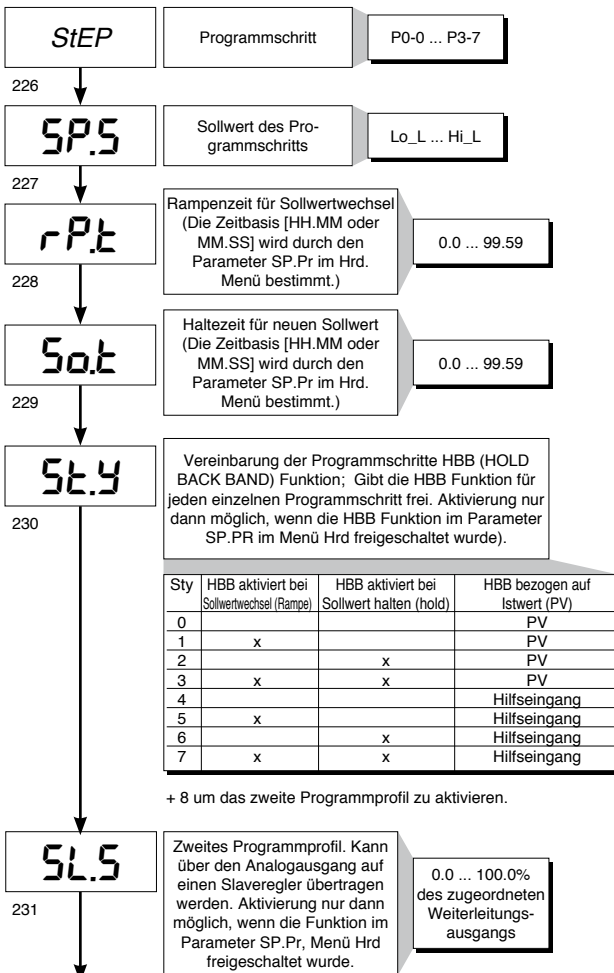 StEP
Programmschritt
P0-0 ... P3-7
226
SP.S
Sollwert des Pro-
grammschritts
Lo_L ... Hi_L
227
rP.t
Rampenzeit für Sollwertwechsel
(Die Zeitbasis [HH.MM oder
MM.SS] wird durch den
Parameter SP.Pr im Hrd.
Menü bestimmt.)
0.0 ... 99.59
228
So.t
Haltezeit für neuen Sollwert
(Die Zeitbasis [HH.MM oder
MM.SS] wird durch den
Parameter SP.Pr im Hrd.
Menü bestimmt.)
0.0 ... 99.59
229
St.Y
Vereinbarung der Programmschritte HBB (HOLD
BACK BAND) Funktion; Gibt die HBB Funktion für
jeden einzelnen Programmschritt frei. Aktivierung nur
dann möglich, wenn die HBB Funktion im Parameter
SP.PR im Menü Hrd freigeschaltet wurde).
230
Sty HBB aktiviert bei Sollwertwechsel (Rampe) HBB aktiviert bei Sollwert halten (hold) HBB bezogen auf Istwert (PV)
0 PV
1 x PV
2 x PV
3 x x PV
4 Hilfseingang
5 x Hilfseingang
6 x Hilfseingang
7 x x Hilfseingang
+ 8 um das zweite Programmprofil zu aktivieren.
SL.S
Zweites Programmprofil. Kann
über den Analogausgang auf
einen Slaveregler übertragen
werden. Aktivierung nur dann
möglich, wenn die Funktion im
Parameter SP.Pr, Menü Hrd
freigeschaltet wurde.
0.0 ... 100.0%
des zugeordneten
Weiterleitungs-
ausgangs
231